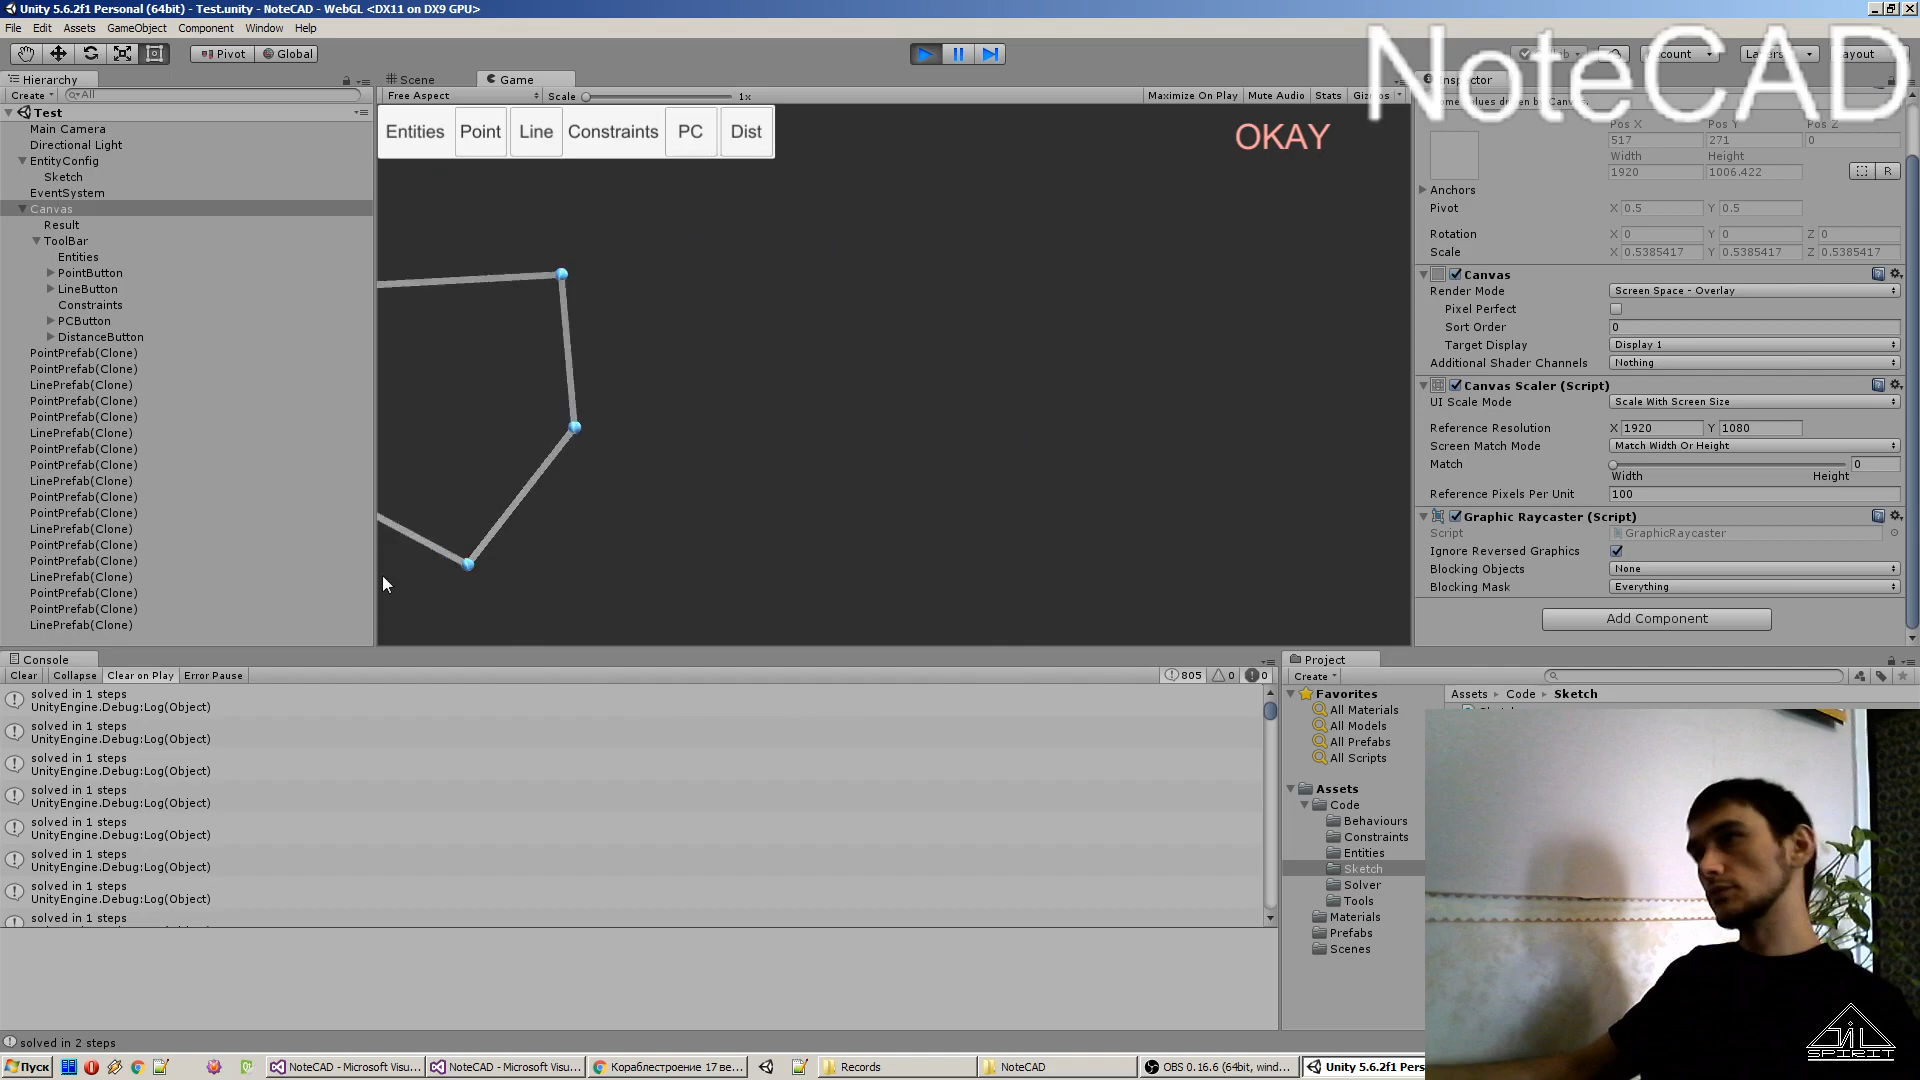 Unity 5.6.2f1 Personal (64bit) - Test.unity - NoteCAD - WebGL <DX11 on DX9 GPU>
File Edit Assets GameObject Component Window Help
Pivot Global
Account
NoteCAD
Hierarchy
Create All
Test
Main Camera
Directional Light
EntityConfig
Sketch
EventSystem
Canvas
Result
ToolBar
Entities
PointButton
LineButton
Constraints
PCButton
DistanceButton
PointPrefab(Clone)
PointPrefab(Clone)
LinePrefab(Clone)
PointPrefab(Clone)
PointPrefab(Clone)
LinePrefab(Clone)
PointPrefab(Clone)
PointPrefab(Clone)
LinePrefab(Clone)
PointPrefab(Clone)
PointPrefab(Clone)
LinePrefab(Clone)
PointPrefab(Clone)
PointPrefab(Clone)
LinePrefab(Clone)
PointPrefab(Clone)
PointPrefab(Clone)
LinePrefab(Clone)
Scene Game
Free Aspect Scale 1x Maximize On Play Mute Audio Stats
Entities Point Line Constraints PC Dist
OKAY
Inspector
values driven by Canvas.
Pos X Pos Y Pos Z
517 271 0
Width Height
1920 1006.422 R
Anchors
Pivot X 0.5 Y 0.5
Rotation X 0 Y 0 Z 0
Scale X 0.5385417 Y 0.5385417 Z 0.5385417
Canvas
Render Mode Screen Space - Overlay
Pixel Perfect
Sort Order 0
Target Display Display 1
Additional Shader Channels Nothing
Canvas Scaler (Script)
UI Scale Mode Scale With Screen Size
Reference Resolution X 1920 Y 1080
Screen Match Mode Match Width Or Height
Match 0
Width Height
Reference Pixels Per Unit 100
Graphic Raycaster (Script)
Script GraphicRaycaster
Ignore Reversed Graphics
Blocking Objects None
Blocking Mask Everything
Add Component
Console
Clear Collapse Clear on Play Error Pause 805 0 0
solved in 1 steps
UnityEngine.Debug:Log(Object)
solved in 1 steps
UnityEngine.Debug:Log(Object)
solved in 1 steps
UnityEngine.Debug:Log(Object)
solved in 1 steps
UnityEngine.Debug:Log(Object)
solved in 1 steps
UnityEngine.Debug:Log(Object)
solved in 1 steps
UnityEngine.Debug:Log(Object)
solved in 1 steps
UnityEngine.Debug:Log(Object)
solved in 1 steps
solved in 2 steps
Project
Create
Favorites
All Materials
All Models
All Prefabs
All Scripts
Assets
Code
Behaviours
Constraints
Entities
Sketch
Solver
Tools
Materials
Prefabs
Scenes
Assets Code Sketch
SPIRIT
Пуск NoteCAD - Microsoft Visu... NoteCAD - Microsoft Visu... Кораблестроение 17 ве... Records NoteCAD OBS 0.16.6 (64bit, wind... Unity 5.6.2f1 Pers